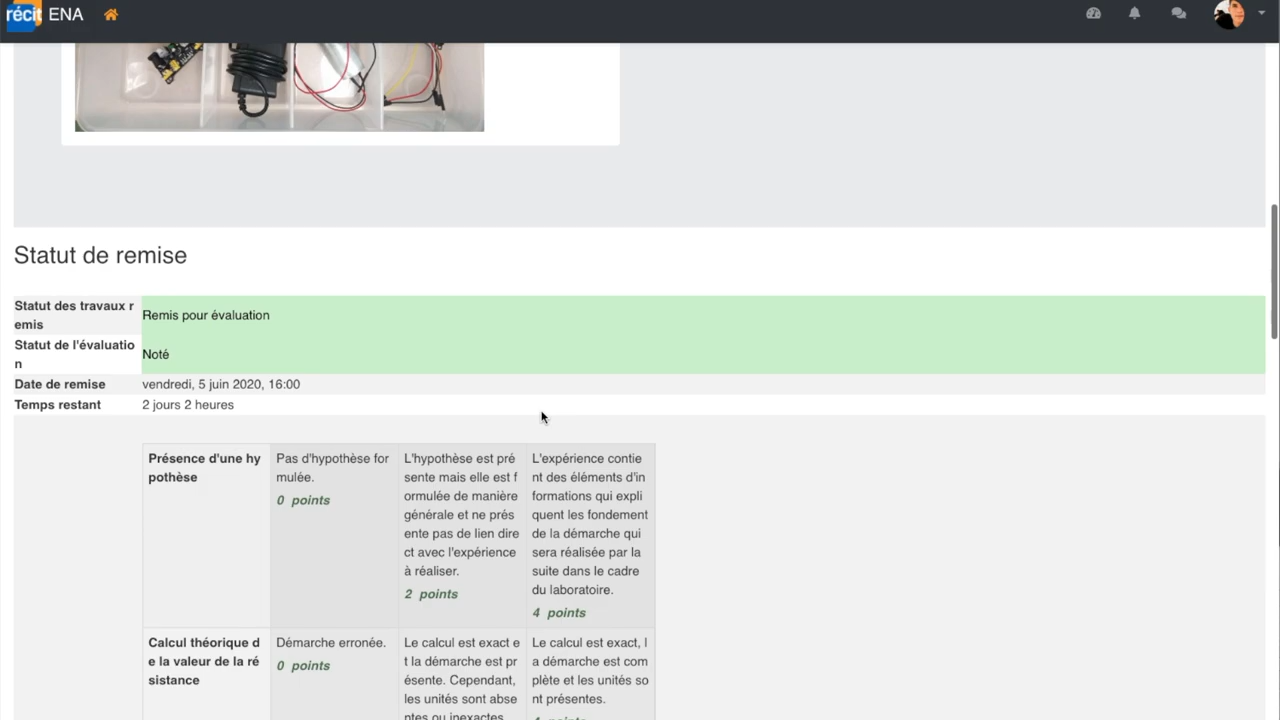 récit ENA
Statut de remise
Statut des travaux r
emis
Remis pour évaluation
Statut de l'évaluatio
n
Noté
Date de remise
vendredi, 5 juin 2020, 16:00
Temps restant
2 jours 2 heures
Présence d'une hy
pothèse
Pas d'hypothèse for
mulée.
0 points
L'hypothèse est pré
sente mais elle est f
ormulée de manière
générale et ne prés
ente pas de lien dire
ct avec l'expérience
à réaliser.
2 points
L'expérience contie
nt des éléments d'in
formations qui expli
quent les fondement
de la démarche qui
sera réalisée par la
suite dans le cadre
du laboratoire.
4 points
Calcul théorique d
e la valeur de la ré
sistance
Démarche erronée.
0 points
Le calcul est exact e
t la démarche est pr
ésente. Cependant,
les unités sont abse
ntes ou inexactes
Le calcul est exact, l
a démarche est com
plète et les unités so
nt présentes.